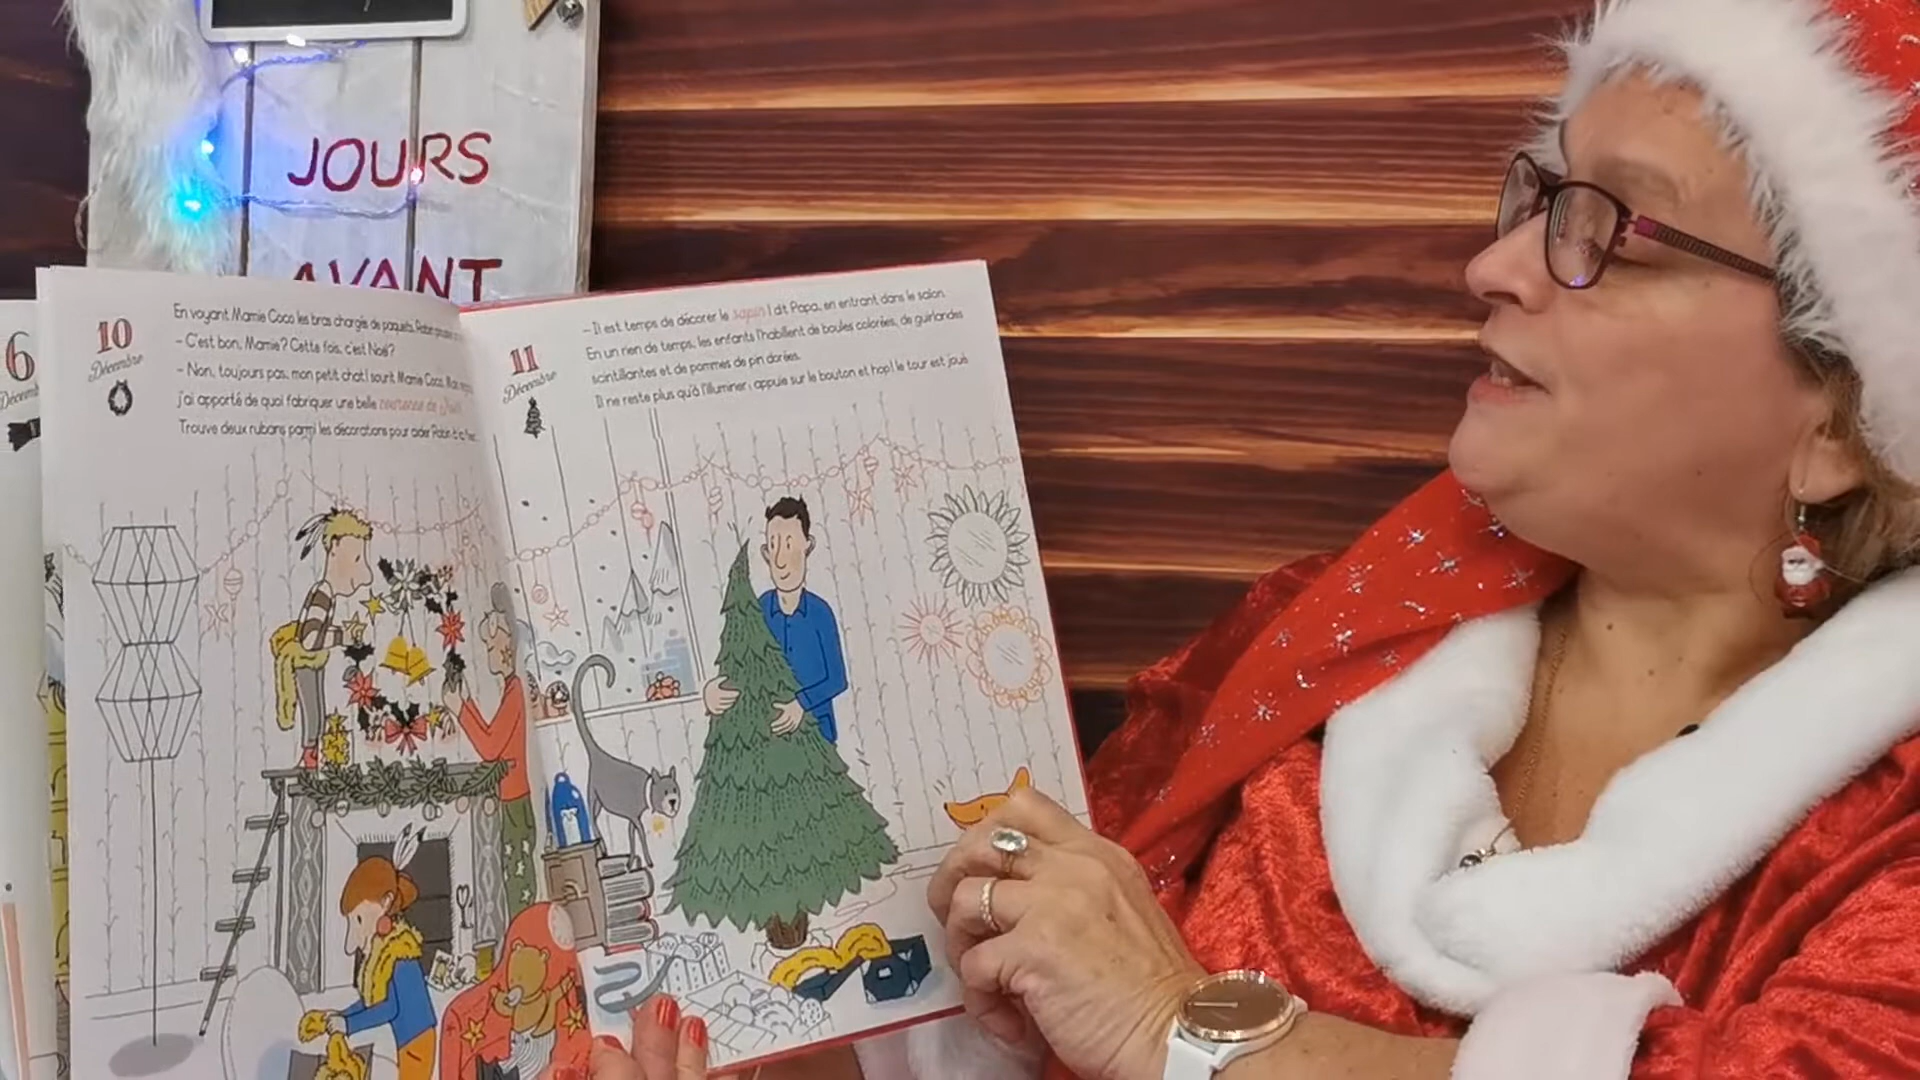 JOURS
AVANT
6
Décemb
10
Décembre
En voyant Mamie Coco les bras chargés de paquets, Robin
– C'est bon, Mamie? Cette fois, c'est Noël?
– Non, toujours pas, mon petit chat! sourit Mamie Coco. Mais
j'ai apporté de quoi fabriquer une belle couronne de Noël!
Trouve deux rubans parmi les décorations pour aider Robin à la
11
Décembre
– Il est temps de décorer le sapin! dit Papa, en entrant dans le salon.
En un rien de temps, les enfants l'habillent de boules colorées, de guirlandes
scintillantes et de pommes de pin dorées.
Il ne reste plus qu'à l'illuminer : appuie sur le bouton et hop! le tour est joué.